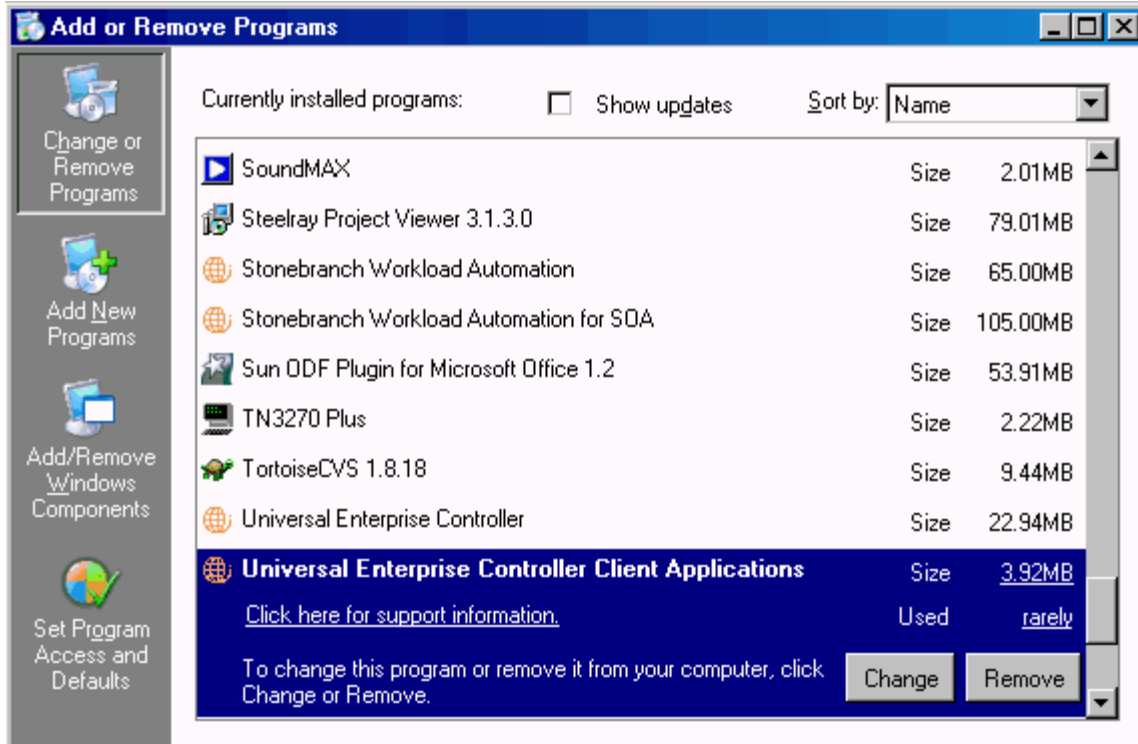 Add or Remove Programs
Change or
Remove
Programs
Add New
Programs
Add/Remove
Windows
Components
Set Program
Access and
Defaults
Currently installed programs: Show updates Sort by: Name
SoundMAX Size 2.01MB
Steelray Project Viewer 3.1.3.0 Size 79.01MB
Stonebranch Workload Automation Size 65.00MB
Stonebranch Workload Automation for SOA Size 105.00MB
Sun ODF Plugin for Microsoft Office 1.2 Size 53.91MB
TN3270 Plus Size 2.22MB
TortoiseCVS 1.8.18 Size 9.44MB
Universal Enterprise Controller Size 22.94MB
Universal Enterprise Controller Client Applications Size 3.92MB
Click here for support information. Used rarely
To change this program or remove it from your computer, click
Change or Remove.
Change Remove